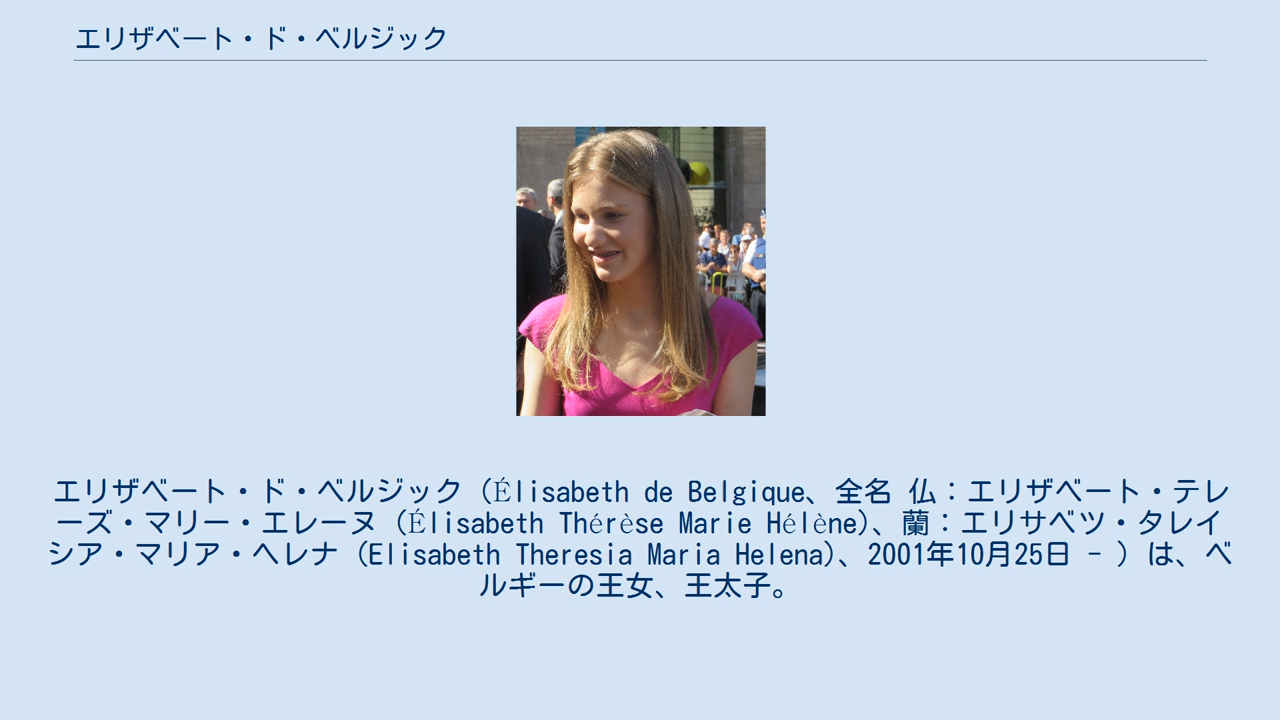 エリザベート・ド・ベルジック
エリザベート・ド・ベルジック（Élisabeth de Belgique、全名 仏：エリザベート・テレ
ーズ・マリー・エレーヌ（Élisabeth Thérèse Marie Hélène)、蘭：エリサベツ・タレイ
シア・マリア・ヘレナ（Elisabeth Theresia Maria Helena)、2001年10月25日 - ）は、ベ
ルギーの王女、王太子。